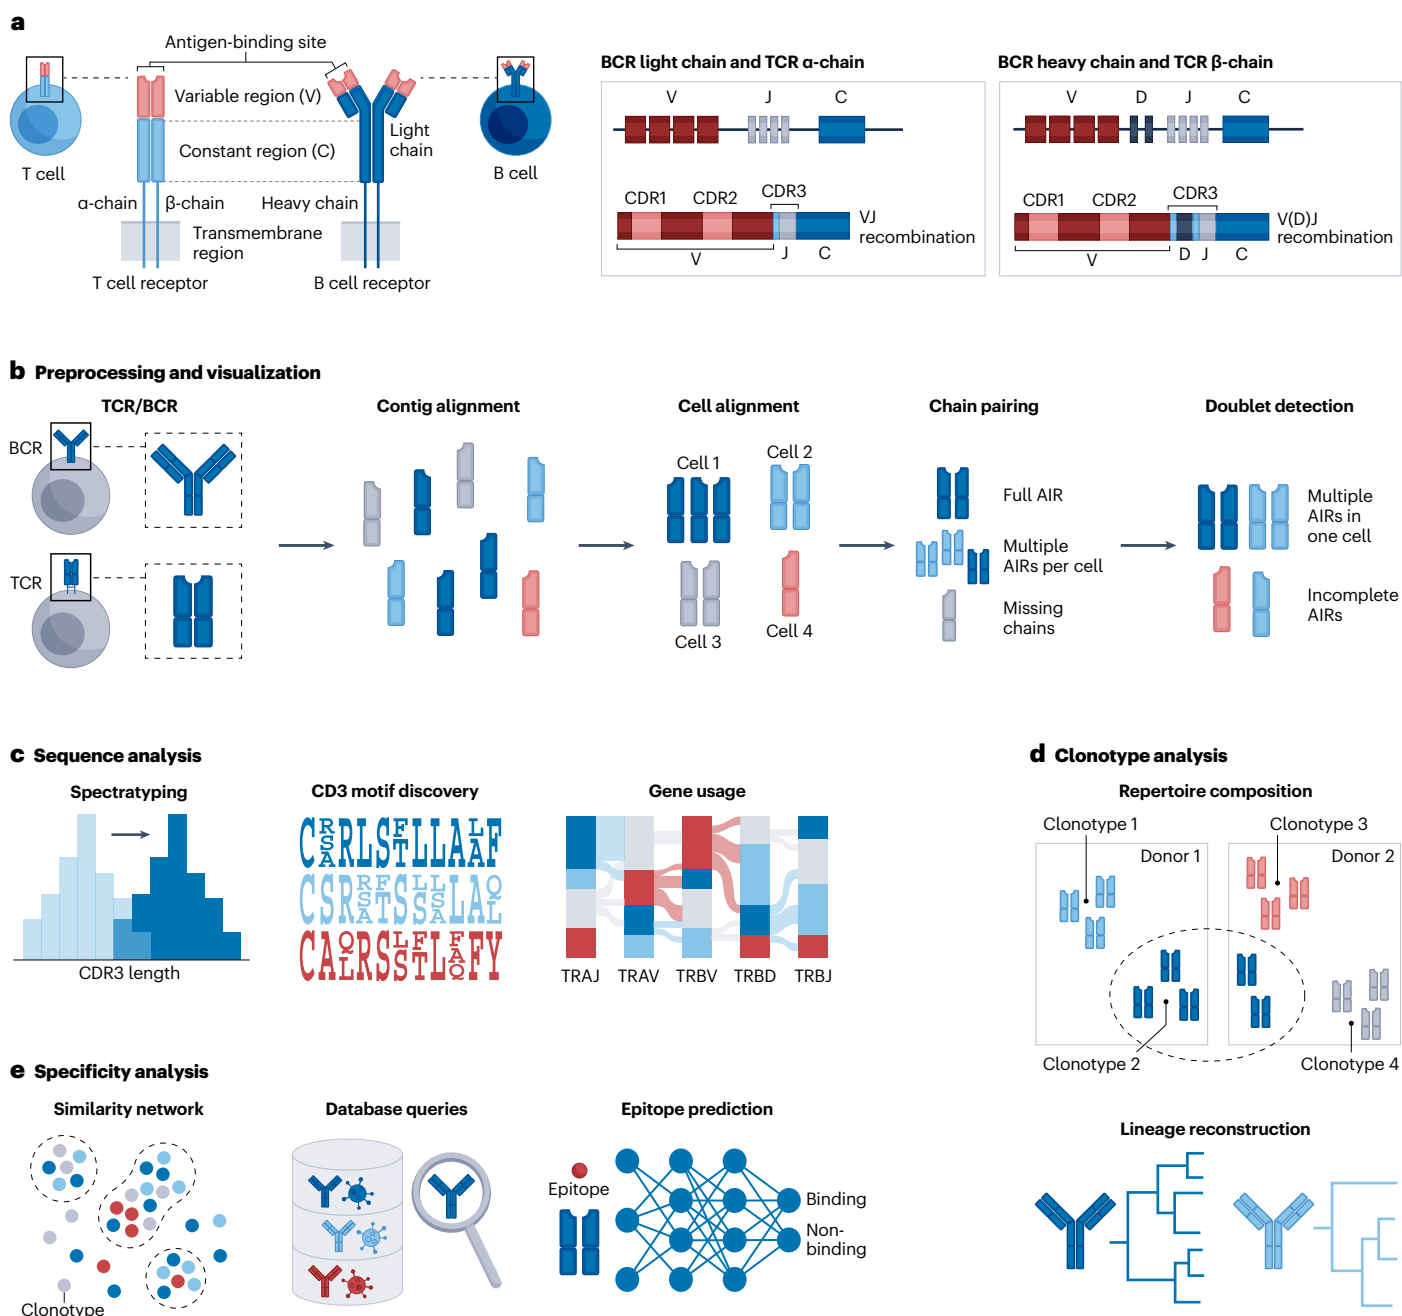 a
Antigen-binding site
Variable region (V)
Constant region (C)
Light
chain
T cell
B cell
α-chain
β-chain
Heavy chain
Transmembrane
region
T cell receptor
B cell receptor
BCR light chain and TCR α-chain
V
J
C
CDR1
CDR2
CDR3
VJ
recombination
V
J
C
BCR heavy chain and TCR β-chain
V
D
J
C
CDR1
CDR2
CDR3
V(D)J
recombination
V
D
J
C
b Preprocessing and visualization
TCR/BCR
BCR
TCR
Contig alignment
Cell alignment
Cell 1
Cell 2
Cell 3
Cell 4
Chain pairing
Full AIR
Multiple
AIRs per cell
Missing
chains
Doublet detection
Multiple
AIRs in
one cell
Incomplete
AIRs
c Sequence analysis
Spectratyping
CDR3 length
CD3 motif discovery
Gene usage
TRAJ
TRAV
TRBV
TRBD
TRBJ
d Clonotype analysis
Repertoire composition
Clonotype 1
Clonotype 3
Donor 1
Donor 2
Clonotype 2
Clonotype 4
Lineage reconstruction
e Specificity analysis
Similarity network
Clonotype
Database queries
Epitope prediction
Epitope
Binding
Non-
binding